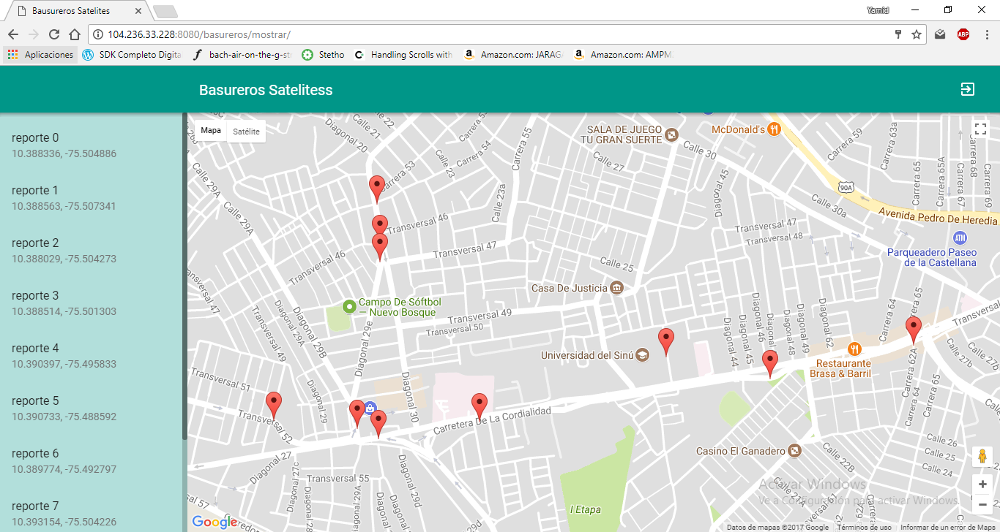 Bausureros Satelites
Yamid
104.236.33.228:8080/basureros/mostrar/
ABP
Aplicaciones
SDK Completo Digita
bach-air-on-the-g-st
Stetho
Handling Scrolls with
Amazon.com: JARAGA
Amazon.com: AMPM
Basureros Satelitess
reporte 0
10.388336, -75.504886
reporte 1
10.388563, -75.507341
reporte 2
10.388029, -75.504273
reporte 3
10.388514, -75.501303
reporte 4
10.390397, -75.495833
reporte 5
10.390733, -75.488592
reporte 6
10.389774, -75.492797
reporte 7
10.393154, -75.504226
Mapa
Satélite
Calle 21
Calle 22
Diagonal 20
Carrera 53
Calle 23
Carrera 54
Carrera 53
Carrera 55
SALA DE JUEGO
TU GRAN SUERTE
McDonald's
Calle 30
Calle 27
Carrera 59
Carrera 63a
Carrera 65
Carrera 65A
Carrera 67
Carrera 68
Carrera 69
90A
Calle 30a
Avenida Pedro De Heredia
Calle 29A
Calle 29A
Calle 23a
Diagonal 45
Transversal 46
Transversal 47
Transversal 47
Transversal 48
ATM
Parqueadero Paseo
de la Castellana
Transversal 46
Calle 25
Casa De Justicia
Transversal 47
Campo De Sóftbol
— Nuevo Bosque
Transversal 49
Transversal 50
Diagonal 29A
Diagonal 29B
Diagonal 29e
Transversal 49
Universidad del Sinú
Diagonal 44
Diagonal 45
Diagonal 46
Diagonal 48
Diagonal 49
Diagonal 62
Carrera 64
Carrera 65
Transversal
Restaurante
Brasa & Barril
Carrera 62A
Carrera 64
Carrera 65
Calle 27b
Calle 27b
Transversal 51
Transversal 52
Diagonal 29
Diagonal 30
Carretera De La Cordialidad
Diagonal 27
Diagonal 27c
Transversal 55
Diagonal 29A
Diagonal 29d
Casino El Ganadero
Calle 22B
Calle 26
Calle 25
Calle 24
I Etapa
Activar Windows
Ve a Configuración para activar Windows.
Google
Datos de mapas ©2017 Google
Términos de uso
Informar de un error de Maps